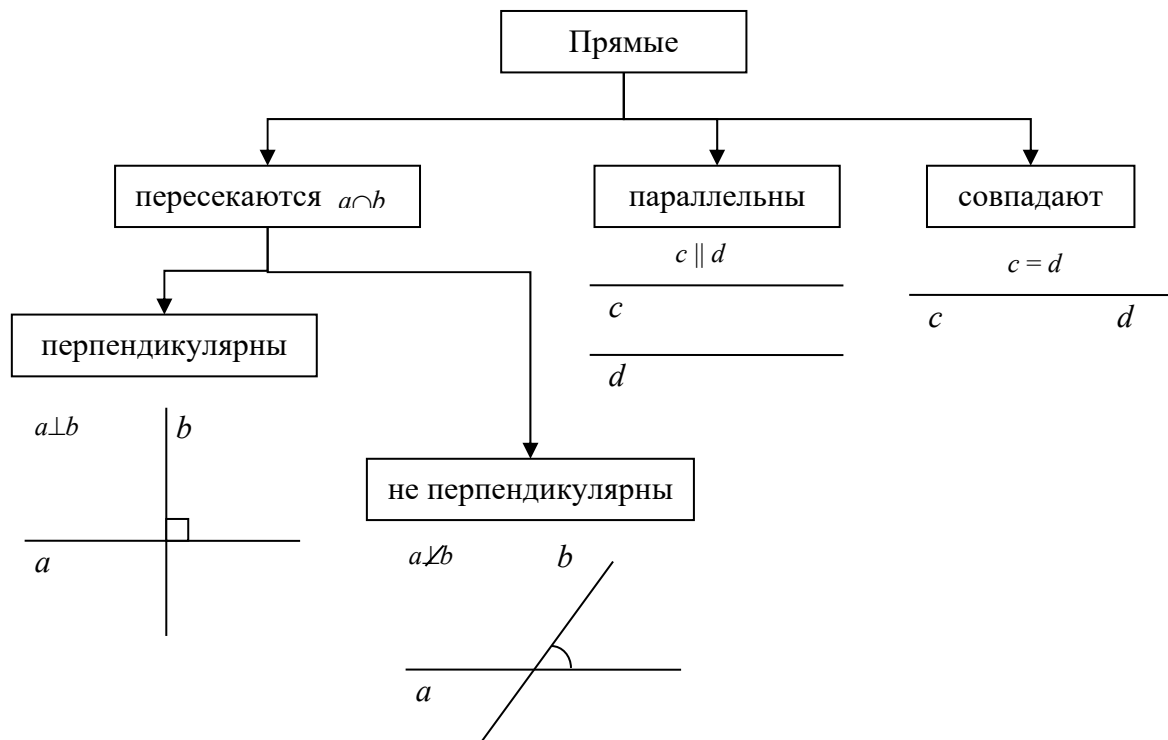 Прямые
пересекаются a∩b
параллельны
совпадают
c || d
c = d
c
d
c d
перпендикулярны
a⊥b
b
a
не перпендикулярны
a⊥̸b
b
a